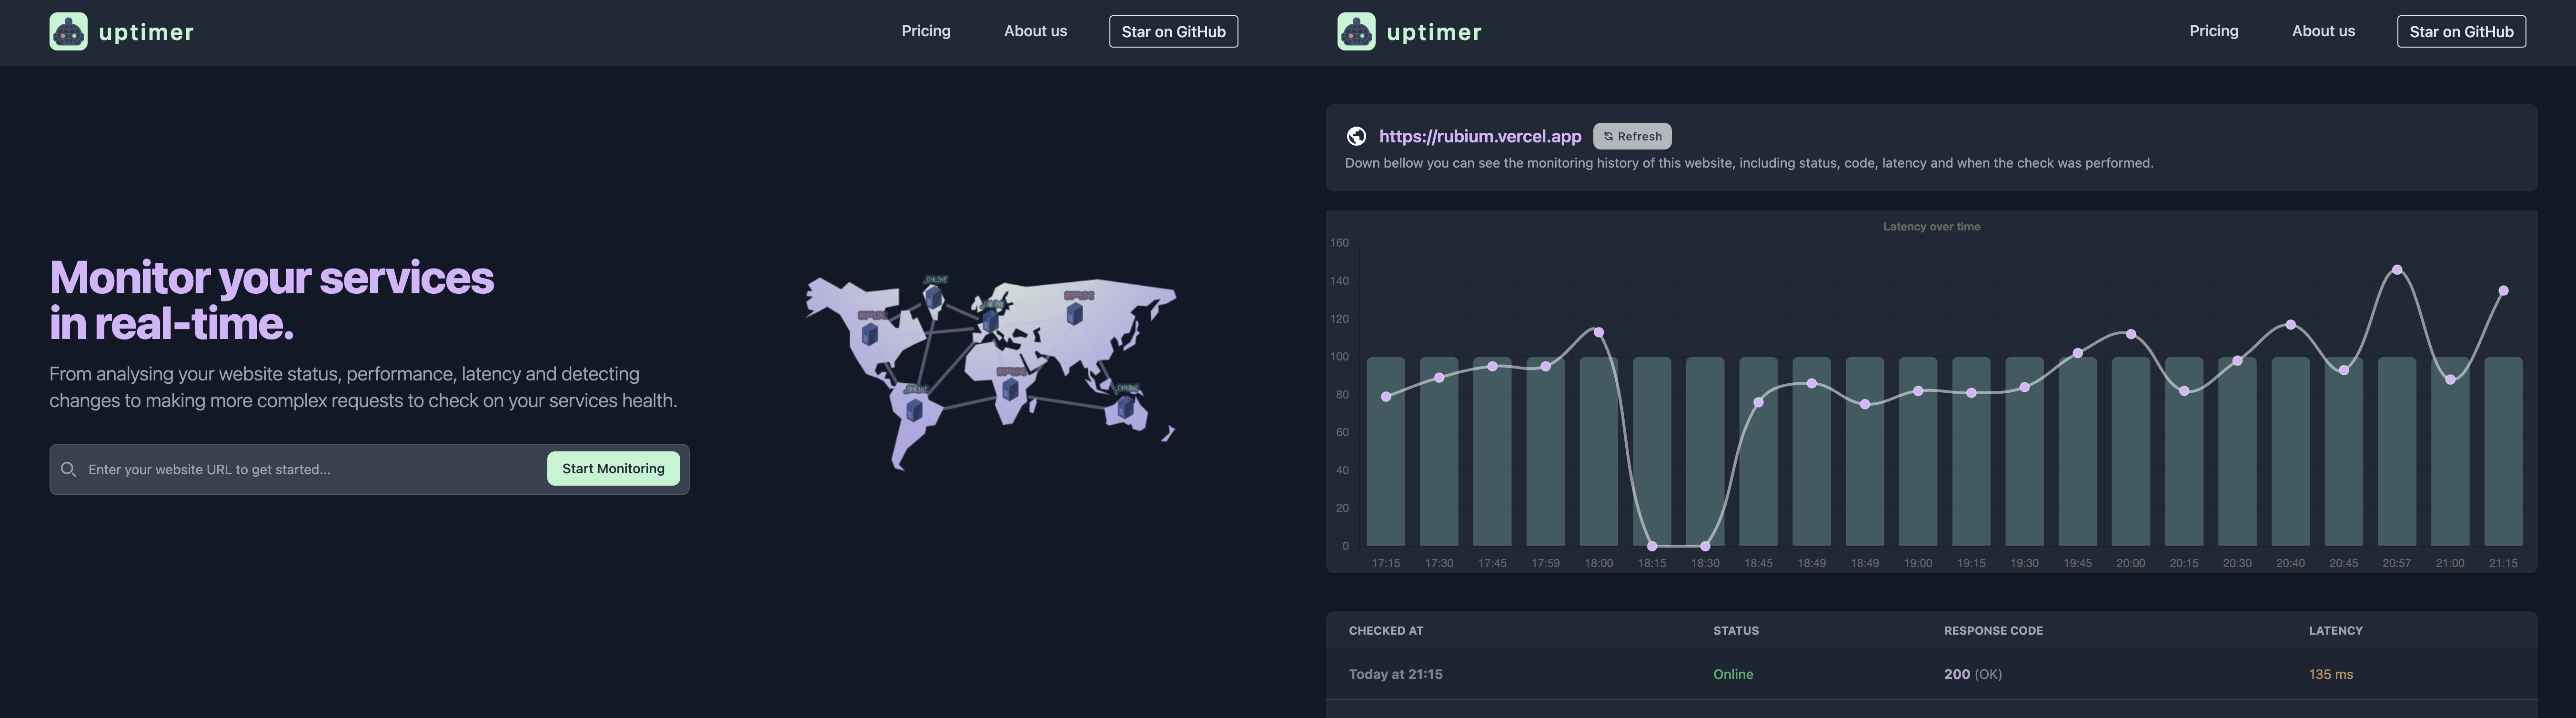 uptimer
Pricing
About us
Star on GitHub
Monitor your services
in real-time.
From analysing your website status, performance, latency and detecting
changes to making more complex requests to check on your services health.
Enter your website URL to get started...
Start Monitoring
ONLINE
ONLINE
ONLINE
ONLINE
uptimer
Pricing
About us
Star on GitHub
https://rubium.vercel.app
Refresh
Down bellow you can see the monitoring history of this website, including status, code, latency and when the check was performed.
Latency over time
160
140
120
100
80
60
40
20
0
17:15 17:30 17:45 17:59 18:00 18:15 18:30 18:45 18:49 18:49 19:00 19:15 19:30 19:45 20:00 20:15 20:30 20:40 20:45 20:57 21:00 21:15
CHECKED AT STATUS RESPONSE CODE LATENCY
Today at 21:15 Online 200 (OK) 135 ms